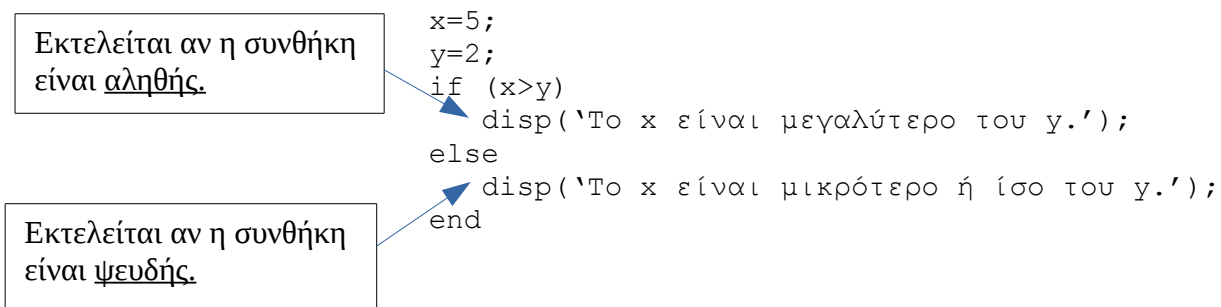 Εκτελείται αν η συνθήκη
είναι αληθής.
x=5;
y=2;
if (x>y)
disp(‘Το x είναι μεγαλύτερο του y.’);
else
disp(‘Το x είναι μικρότερο ή ίσο του y.’);
end
Εκτελείται αν η συνθήκη
είναι ψευδής.